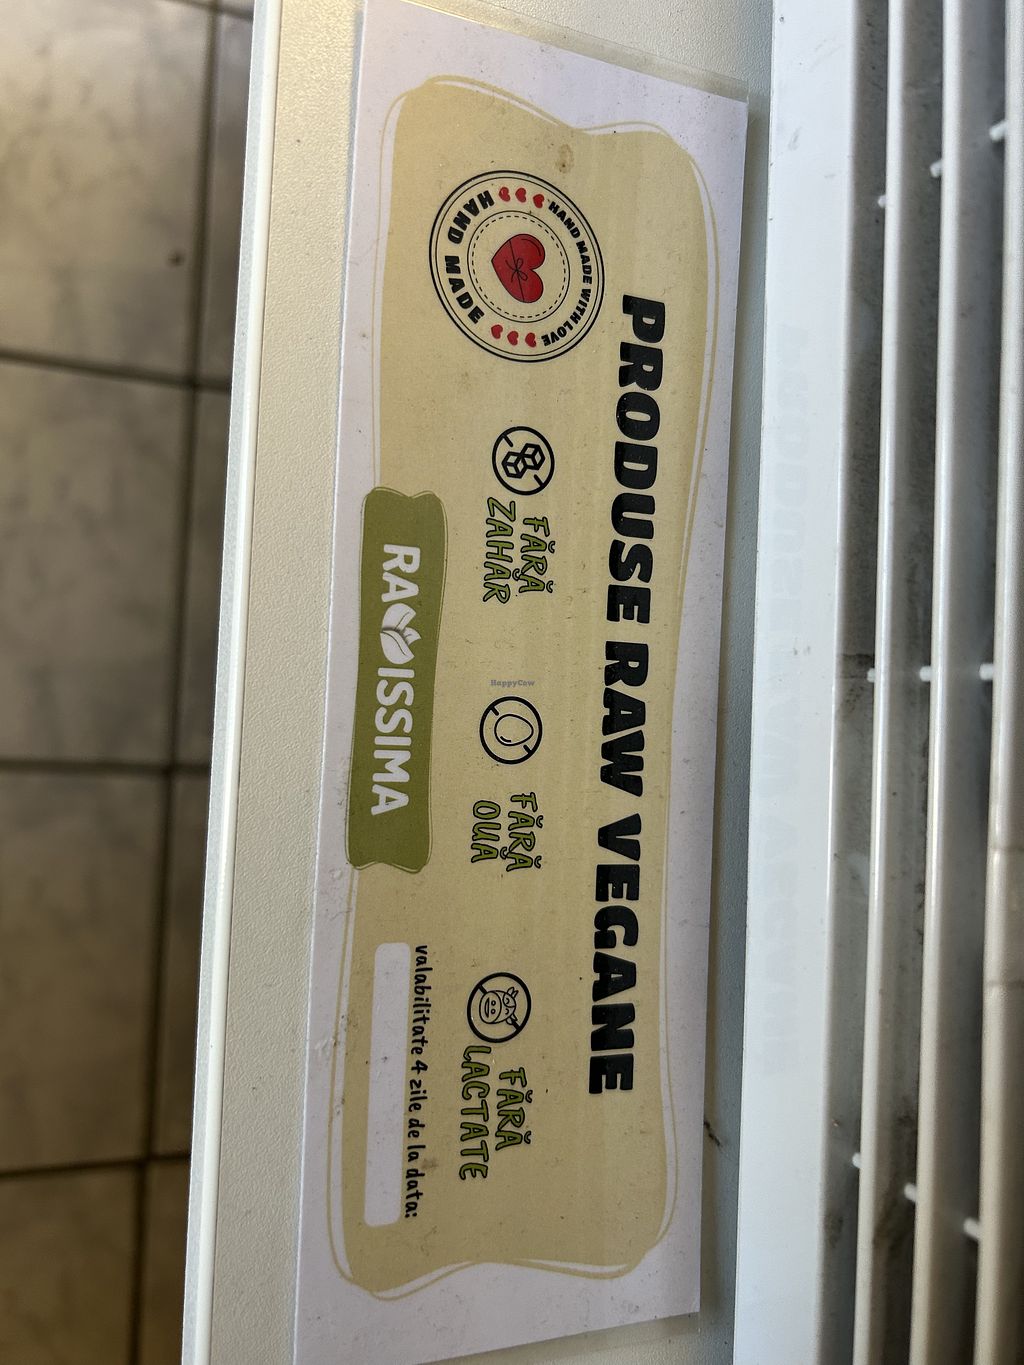 PRODUSE RAW VEGANE
HAND MADE WITH LOVE
HAND MADE
FĂRĂ
ZAHĂR
FĂRĂ
OUĂ
FĂRĂ
LACTATE
RAWISSIMA
valabilitate 4 zile de la data:
HappyCow